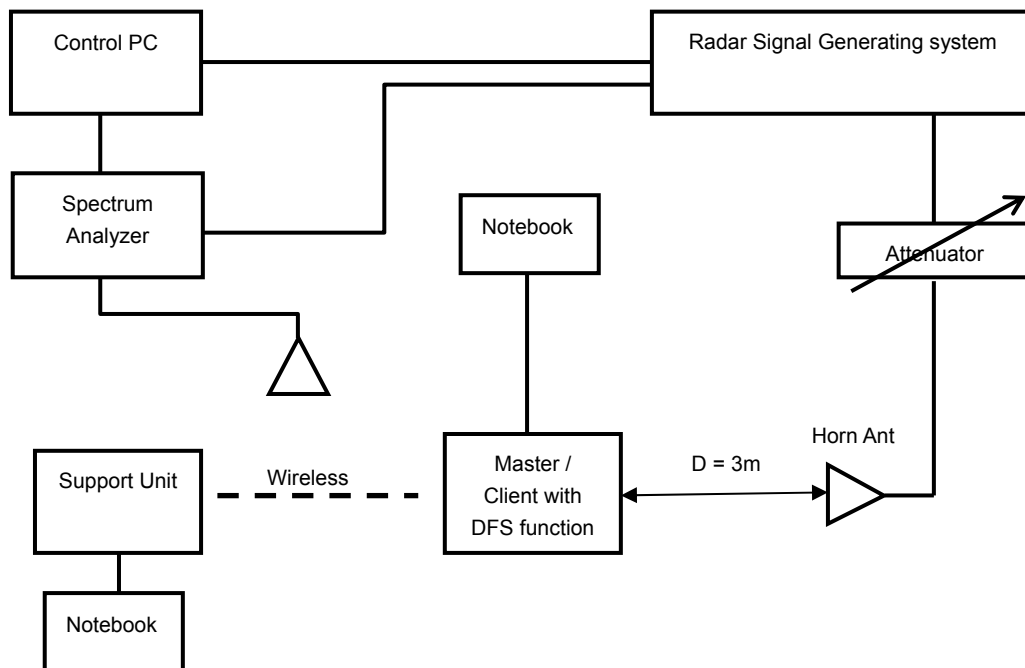 Control PC
Radar Signal Generating system
Spectrum
Analyzer
Notebook
Attenuator
Horn Ant
Support Unit
Wireless
Master /
Client with
DFS function
D = 3m
Notebook